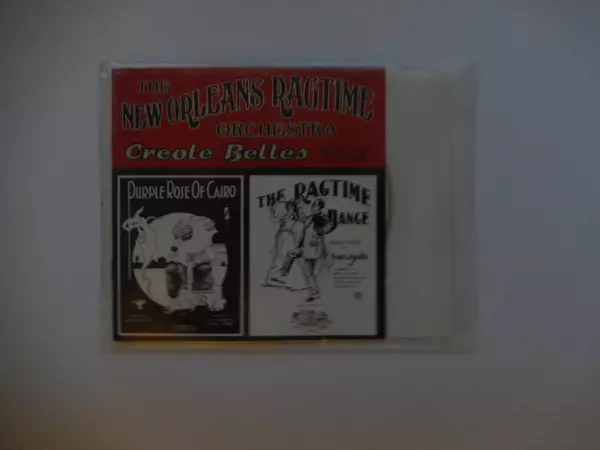 THE
NEW ORLEANS RAGTIME
ORCHESTRA
Creole Belles
PURPLE ROSE OF CAIRO
THE RAGTIME
DANCE